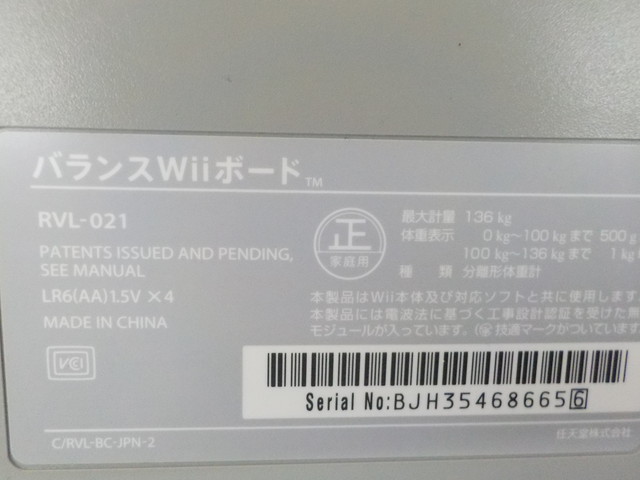 バランスWiiボード™
RVL-021
PATENTS ISSUED AND PENDING,
SEE MANUAL
LR6(AA)1.5V ×4
MADE IN CHINA
VCI
C/RVL-BC-JPN-2
正
家庭用
最大計量 136 kg
体重表示 0 kg～100 kgまで 500 g
100 kg～136 kgまで 1 kg
種 類 分離形体重計
本製品はWii本体及び対応ソフトと共に使用しま
本製品には電波法に基づく工事設計認証を受けた無
モジュールが入っています。(技適マークがついています
Serial No:BJH354686656
任天堂株式会社